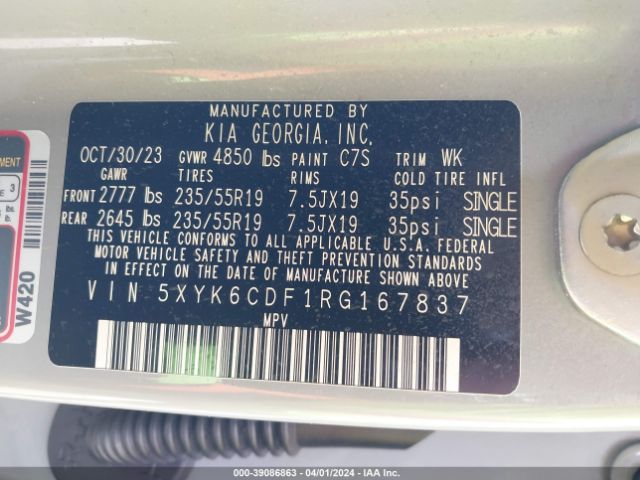 MANUFACTURED BY
KIA GEORGIA, INC.
OCT/30/23 GVWR 4850 lbs PAINT C7S TRIM WK
GAWR TIRES RIMS COLD TIRE INFL
FRONT 2777 lbs 235/55R19 7.5JX19 35psi SINGLE
REAR 2645 lbs 235/55R19 7.5JX19 35psi SINGLE
THIS VEHICLE CONFORMS TO ALL APPLICABLE U.S.A. FEDERAL
MOTOR VEHICLE SAFETY AND THEFT PREVENTION STANDARDS
IN EFFECT ON THE DATE OF MANUFACTURE SHOWN ABOVE
VIN 5XYK6CDF1RG167837
MPV
W420
3
000-39086863 / 04/01/2024 / IAA Inc.